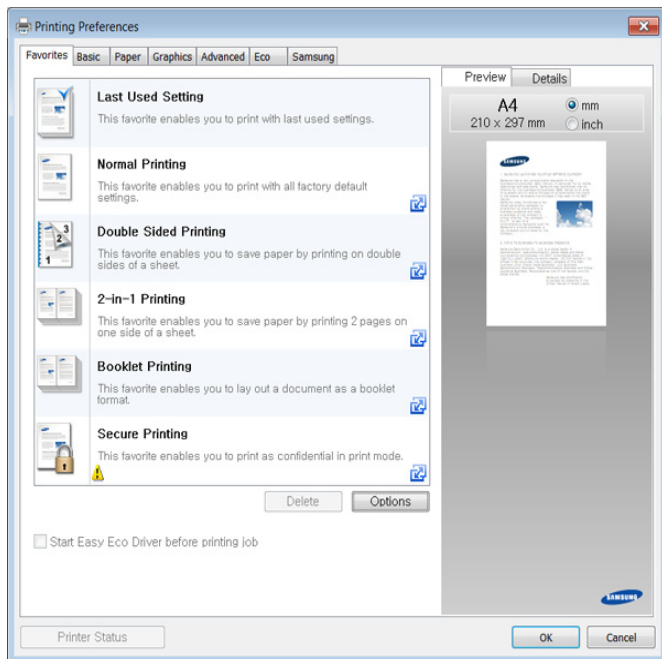 Printing Preferences
Favorites Basic Paper Graphics Advanced Eco Samsung
Last Used Setting
This favorite enables you to print with last used settings.
Normal Printing
This favorite enables you to print with all factory default
settings.
Double Sided Printing
This favorite enables you to save paper by printing on double
sides of a sheet.
2-in-1 Printing
This favorite enables you to save paper by printing 2 pages on
one side of a sheet.
Booklet Printing
This favorite enables you to lay out a document as a booklet
format.
Secure Printing
This favorite enables you to print as confidential in print mode.
Delete Options
Start Easy Eco Driver before printing job
Printer Status
Preview Details
A4
210 x 297 mm
mm
inch
SAMSUNG
SAMSUNG
OK Cancel